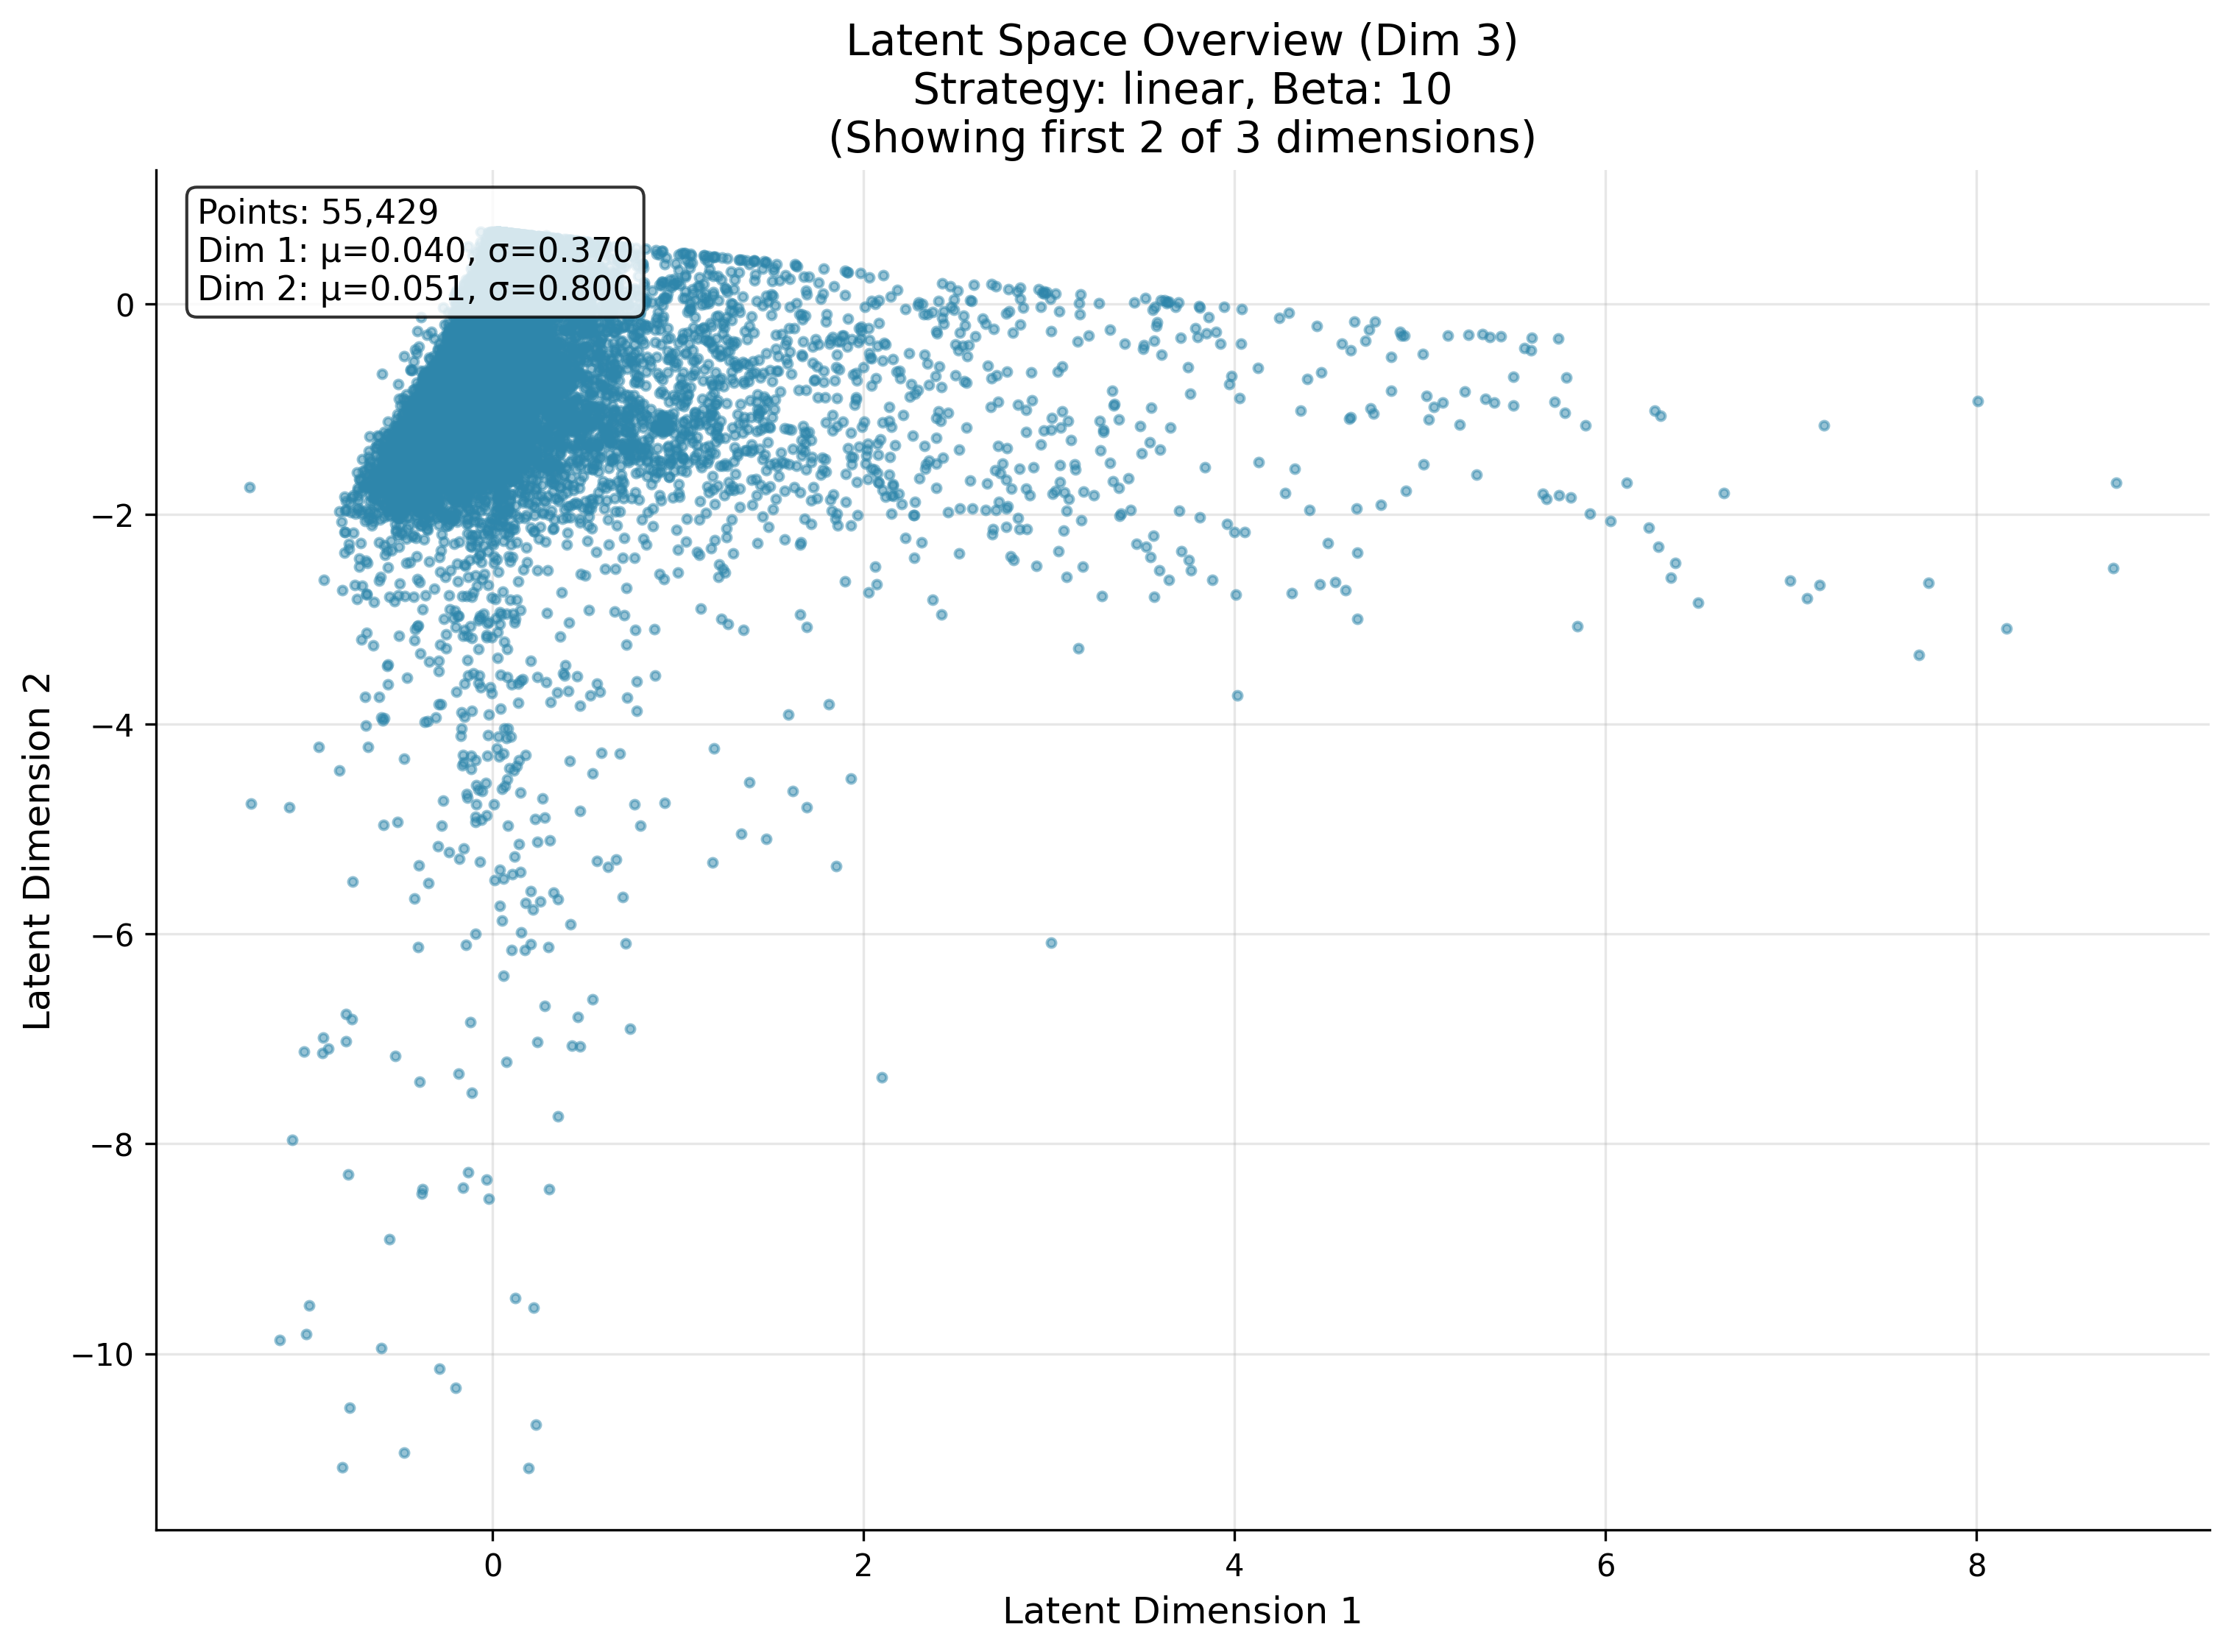 Latent Space Overview (Dim 3)
Strategy: linear, Beta: 10
(Showing first 2 of 3 dimensions)
Points: 55,429
Dim 1: μ=0.040, σ=0.370
Dim 2: μ=0.051, σ=0.800
0
−2
−4
−6
−8
−10
Latent Dimension 2
0
2
4
6
8
Latent Dimension 1